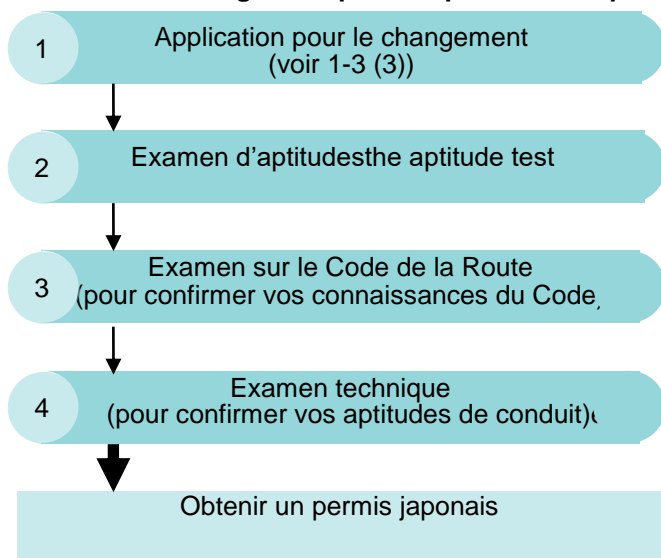 1
Application pour le changement
(voir 1-3 (3))
2
Examen d'aptitudesthe aptitude test
3
Examen sur le Code de la Route
(pour confirmer vos connaissances du Code
4
Examen technique
(pour confirmer vos aptitudes de conduit)e
Obtenir un permis japonais